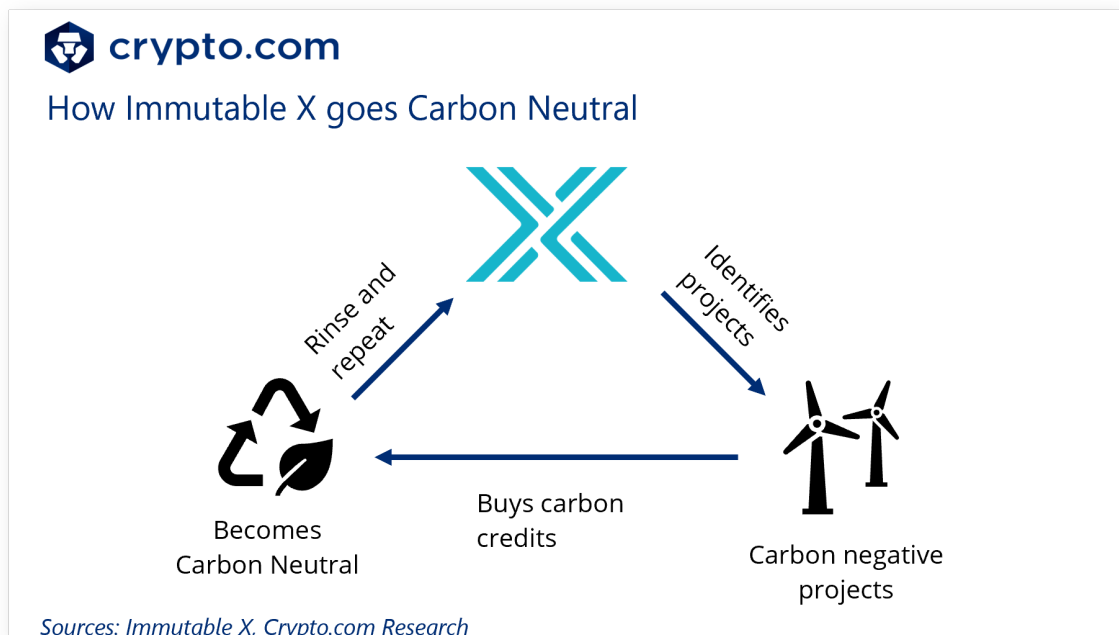 crypto.com
How Immutable X goes Carbon Neutral
Rinse and
repeat
Identifies
projects
Buys carbon
credits
Becomes
Carbon Neutral
Carbon negative
projects
Sources: Immutable X, Crypto.com Research